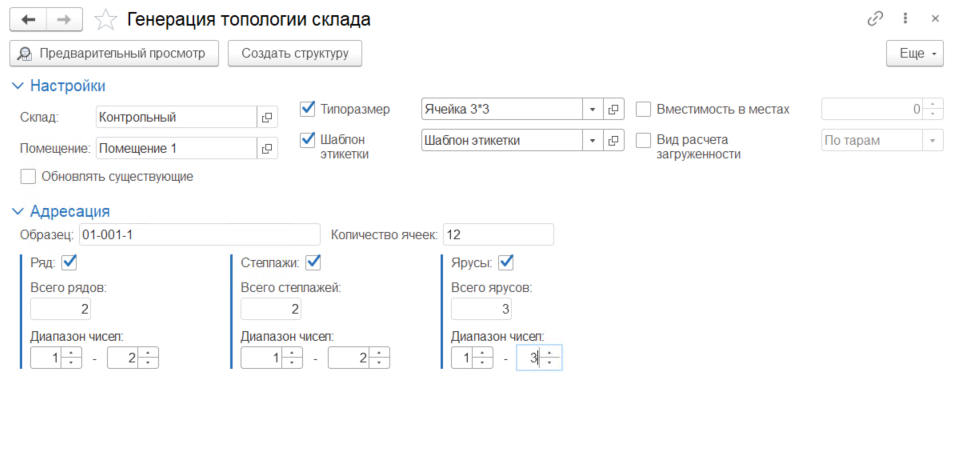 Генерация топологии склада
Предварительный просмотр Создать структуру Еще
Настройки
Склад: Контрольный Типоразмер Ячейка 3*3 Вместимость в местах 0
Помещение: Помещение 1 Шаблон этикетки Шаблон этикетки Вид расчета загруженности По тарам
Обновлять существующие
Адресация
Образец: 01-001-1 Количество ячеек: 12
Ряд: Стеллажи: Ярусы:
Всего рядов: Всего стеллажей: Всего ярусов:
2 2 3
Диапазон чисел: Диапазон чисел: Диапазон чисел:
1 - 2 1 - 2 1 - 3